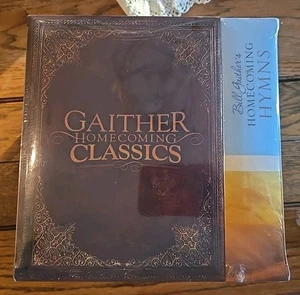 GAITHER
HOMECOMING
CLASSICS
Bill Gaither's
HOMECOMING
HYMNS